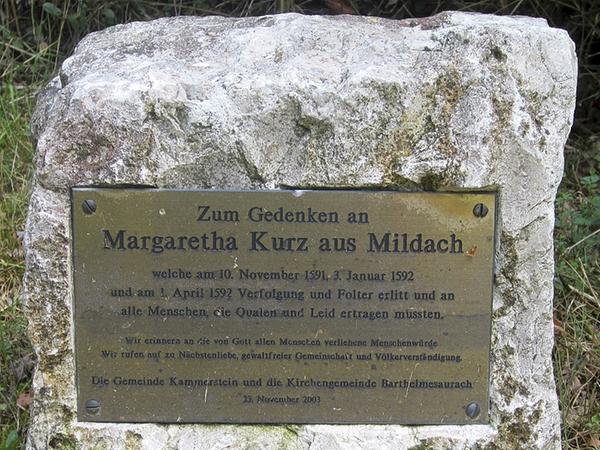 Zum Gedenken an
Margaretha Kurz aus Mildach
welche am 10. November 1591, 3. Januar 1592
und am 1. April 1592 Verfolgung und Folter erlitt und an
alle Menschen, die Qualen und Leid ertragen mussten.
Wir erinnern an die von Gott allen Menschen verliehene Menschenwürde
Wir rufen auf zu Nächstenliebe, gewaltfreier Gemeinschaft und Völkerverständigung.
Die Gemeinde Kammerstein und die Kirchengemeinde Barthelmesaurach
23. November 2003